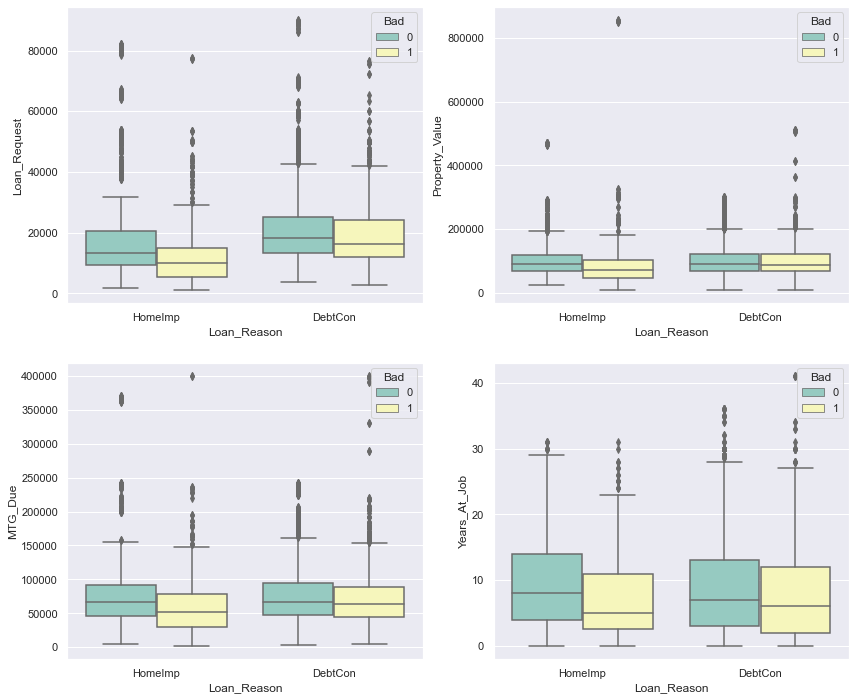 Loan_Request
80000
60000
40000
20000
0
Bad
0
1
HomeImp
DebtCon
Loan_Reason
Property_Value
800000
600000
400000
200000
0
Bad
0
1
HomeImp
DebtCon
Loan_Reason
MTG_Due
400000
350000
300000
250000
200000
150000
100000
50000
0
Bad
0
1
HomeImp
DebtCon
Loan_Reason
Years_At_Job
40
30
20
10
0
Bad
0
1
HomeImp
DebtCon
Loan_Reason